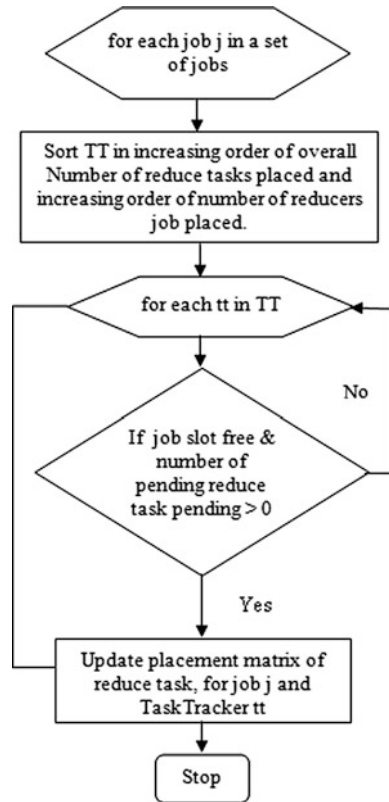 for each job j in a set
of jobs
Sort TT in increasing order of overall
Number of reduce tasks placed and
increasing order of number of reducers
job placed.
for each tt in TT
No
If job slot free &
number of
pending reduce
task pending > 0
Yes
Update placement matrix of
reduce task, for job j and
TaskTracker tt
Stop